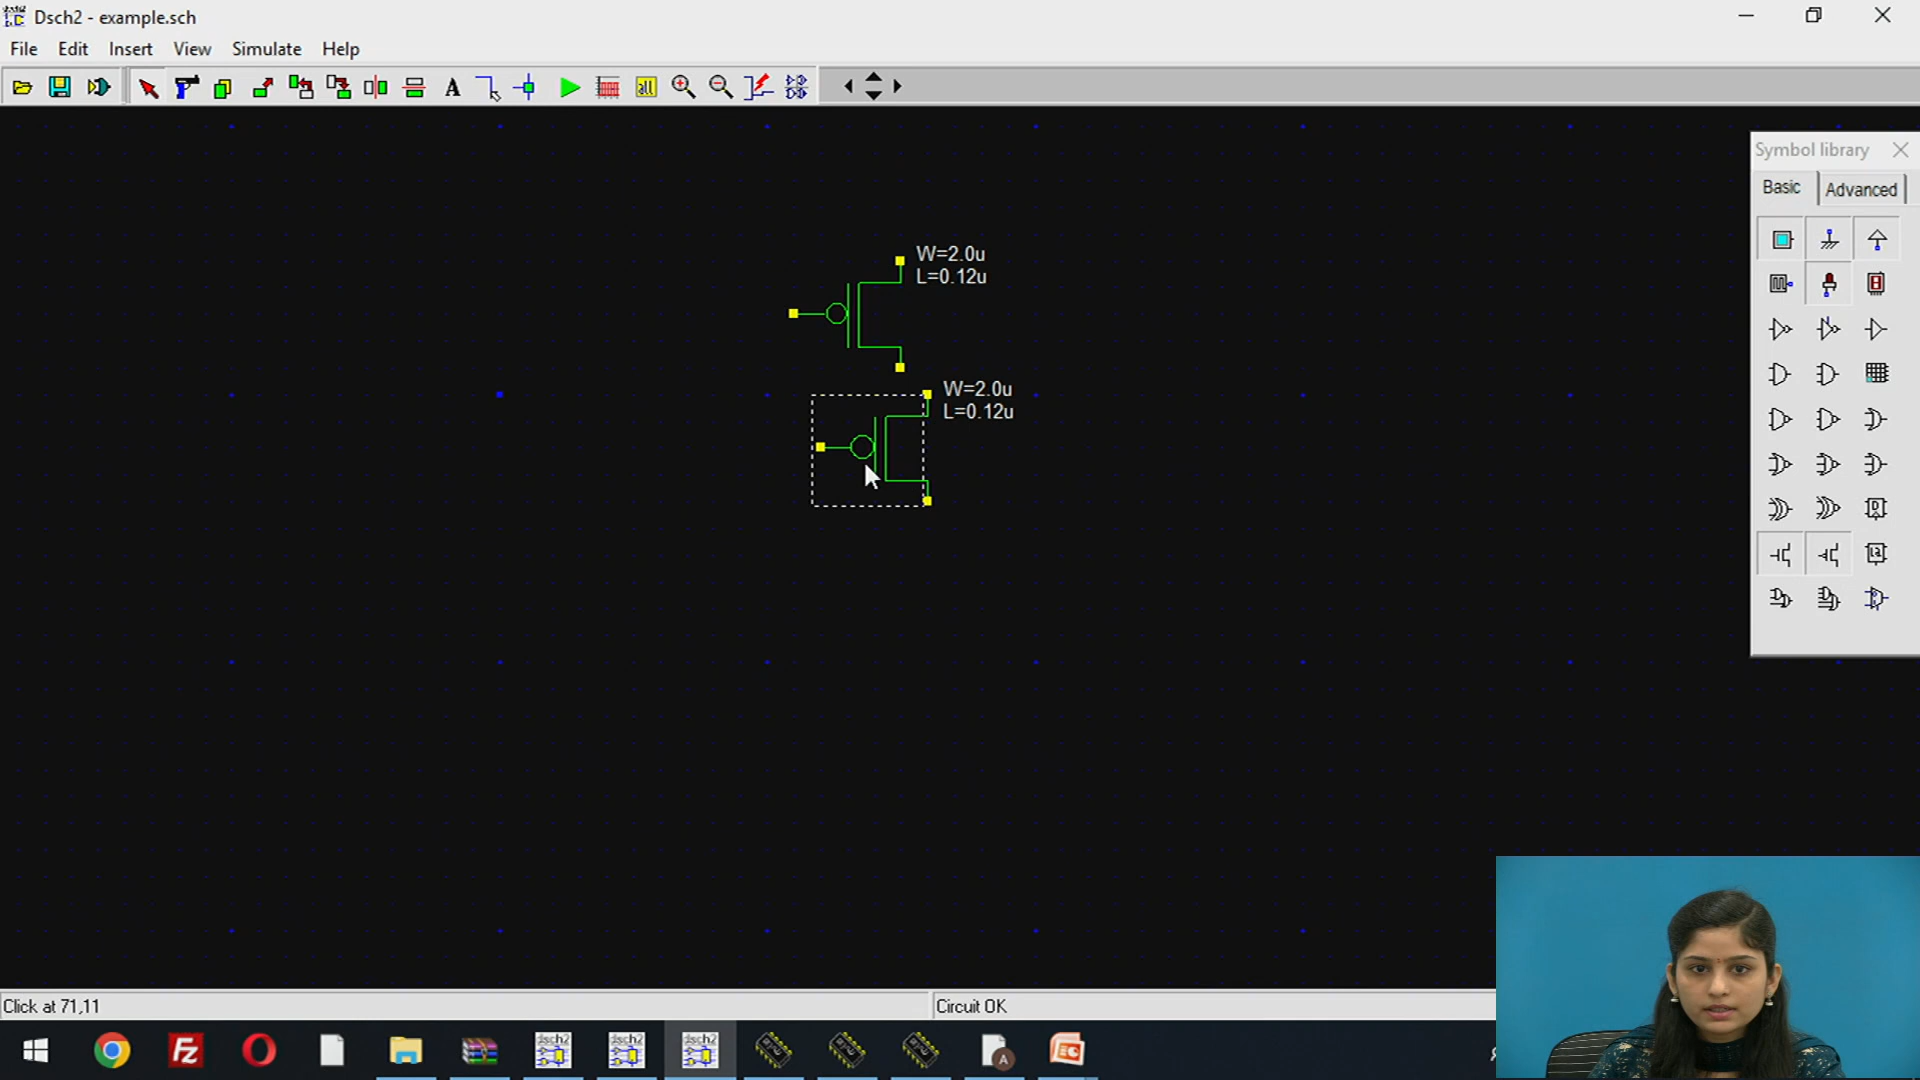 Dsch2 - example.sch
File Edit Insert View Simulate Help
Symbol library
Basic Advanced
W=2.0u
L=0.12u
W=2.0u
L=0.12u
Click at 71,11
Circuit OK